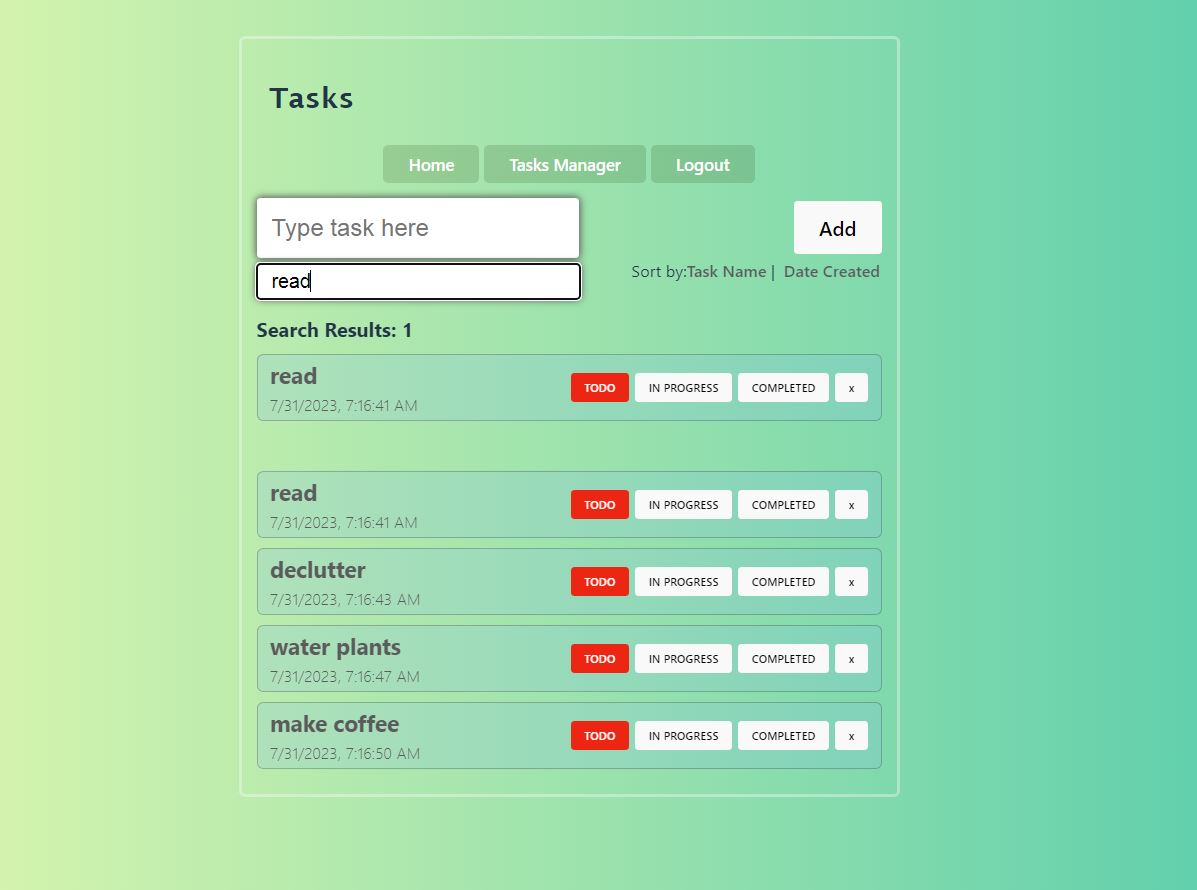 Tasks
Home Tasks Manager Logout
Type task here
Add
read
Sort by:Task Name | Date Created
Search Results: 1
read
TODO IN PROGRESS COMPLETED x
7/31/2023, 7:16:41 AM
read
TODO IN PROGRESS COMPLETED x
7/31/2023, 7:16:41 AM
declutter
TODO IN PROGRESS COMPLETED x
7/31/2023, 7:16:43 AM
water plants
TODO IN PROGRESS COMPLETED x
7/31/2023, 7:16:47 AM
make coffee
TODO IN PROGRESS COMPLETED x
7/31/2023, 7:16:50 AM